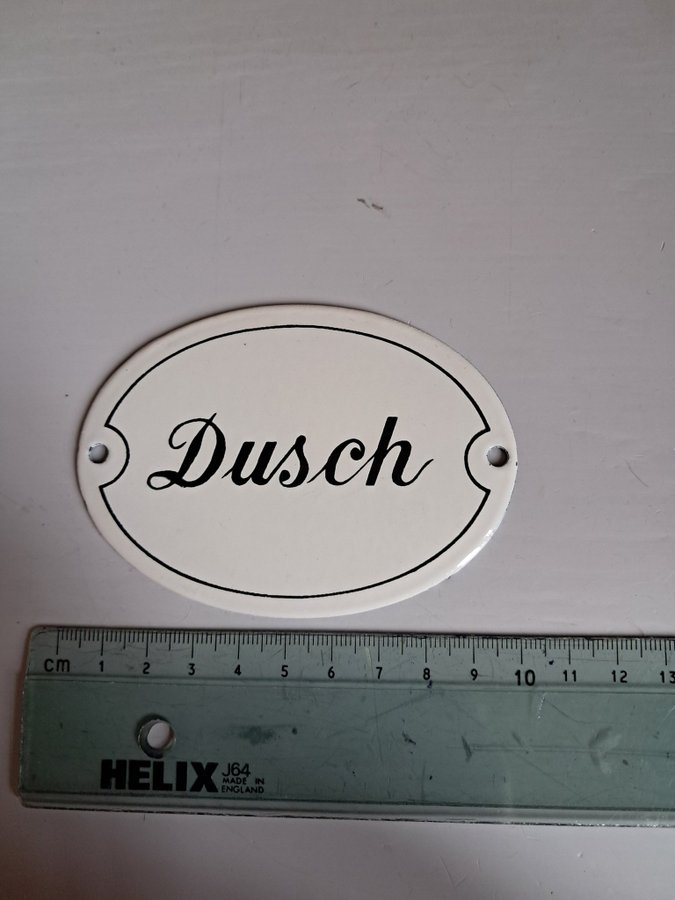 Dusch
cm 1 2 3 4 5 6 7 8 9 10 11 12 13
HELIX J64
MADE IN
ENGLAND